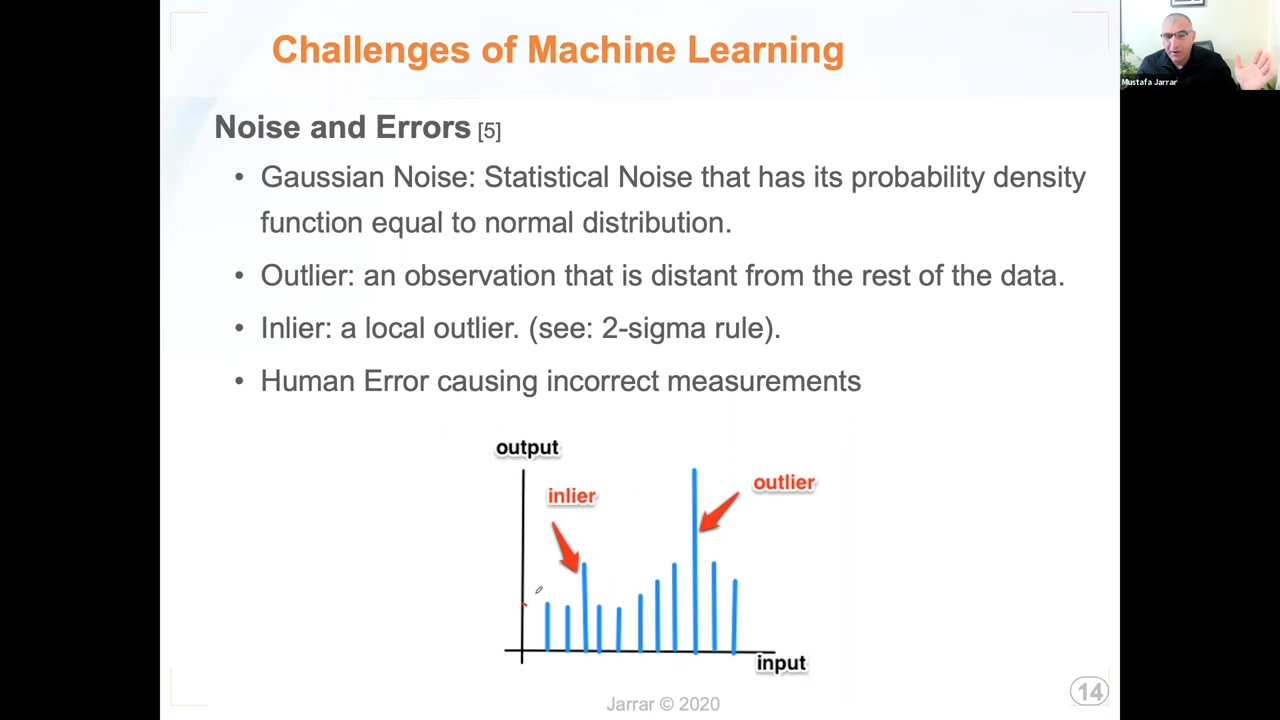 Challenges of Machine Learning
Mustafa Jarrar
Noise and Errors [5]
• Gaussian Noise: Statistical Noise that has its probability density
function equal to normal distribution.
• Outlier: an observation that is distant from the rest of the data.
• Inlier: a local outlier. (see: 2-sigma rule).
• Human Error causing incorrect measurements
output
inlier
outlier
input
Jarrar © 2020
14